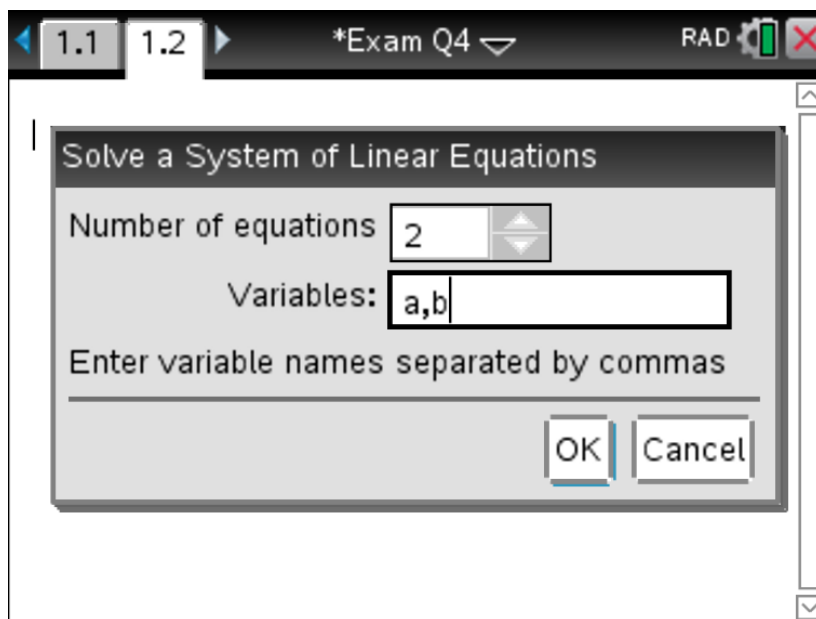 1.1 1.2 *Exam Q4 RAD
Solve a System of Linear Equations
Number of equations 2
Variables: a,b
Enter variable names separated by commas
OK Cancel